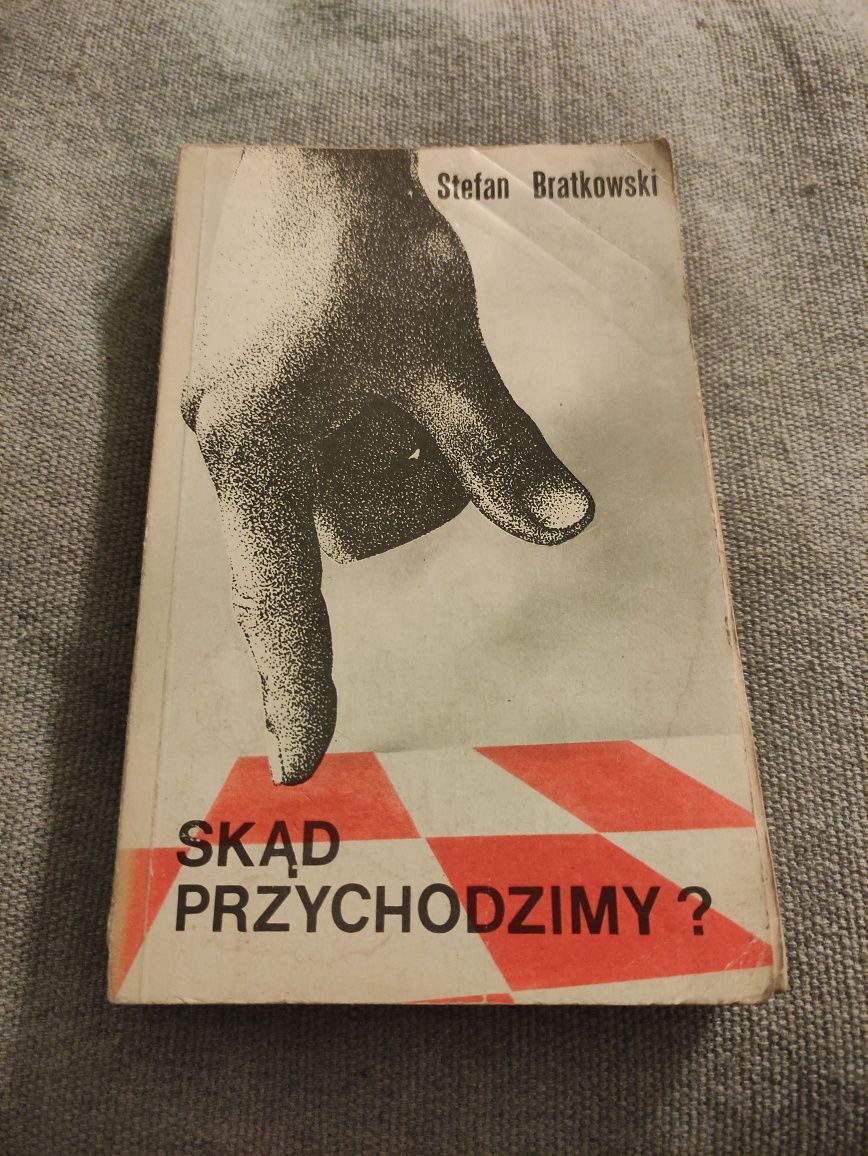 Stefan Bratkowski
SKĄD
PRZYCHODZIMY?